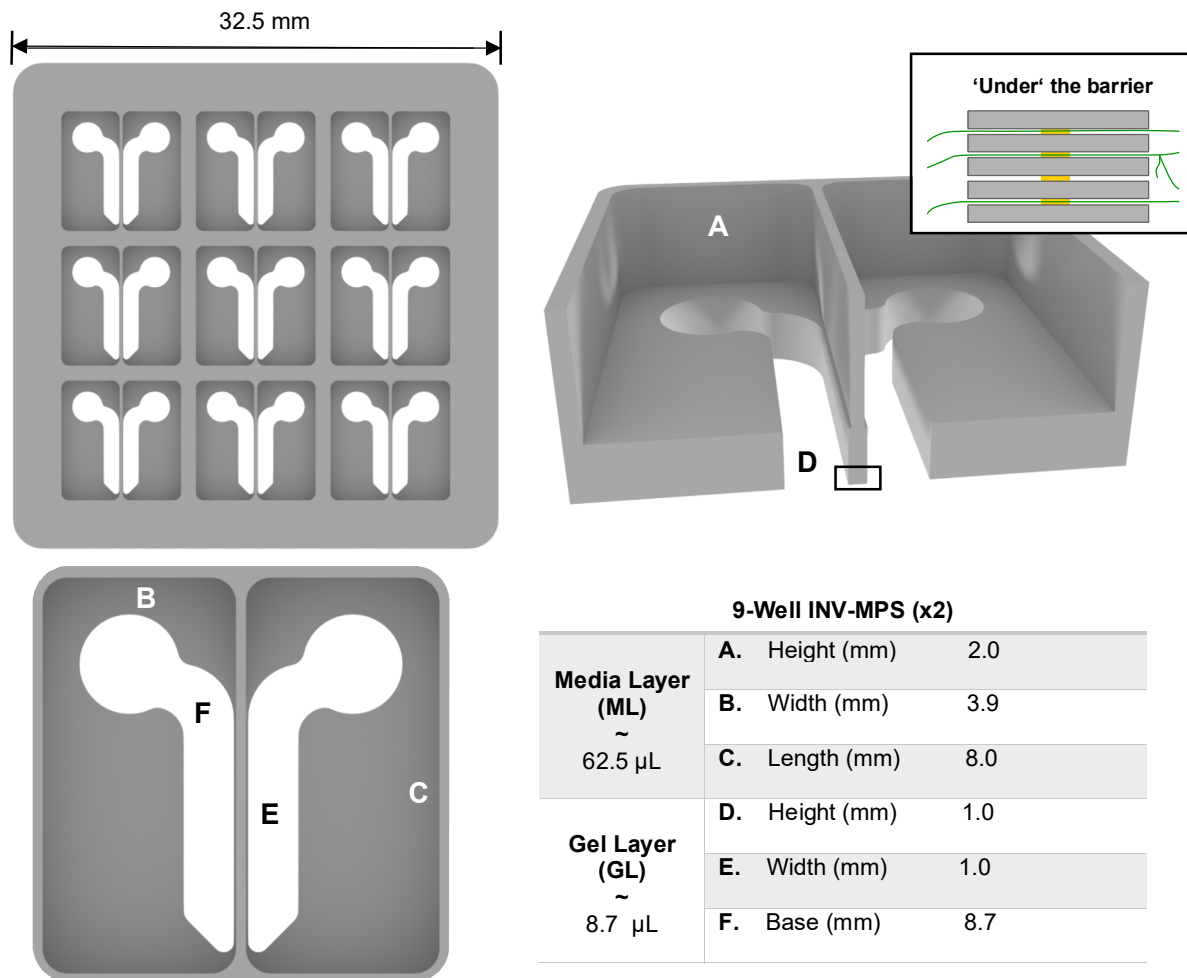 32.5 mm
‘Under‘ the barrier
A
D
B
F
C
E
9-Well INV-MPS (x2)
Media Layer
(ML)
~
62.5 µL
A. Height (mm) 2.0
B. Width (mm) 3.9
C. Length (mm) 8.0
Gel Layer
(GL)
~
8.7 µL
D. Height (mm) 1.0
E. Width (mm) 1.0
F. Base (mm) 8.7